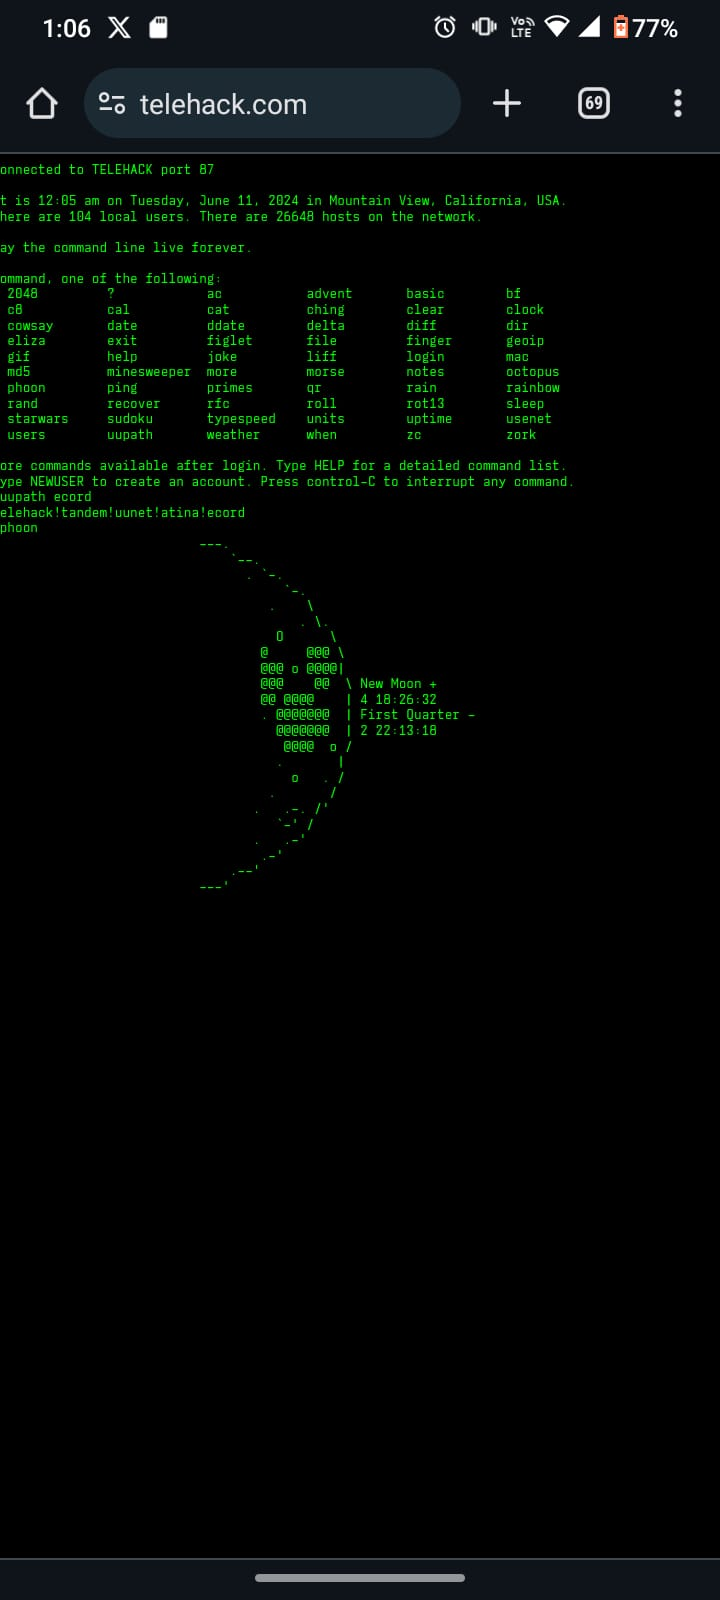 1:06 Vo LTE 77%
telehack.com 69
onnected to TELEHACK port 87
t is 12:05 am on Tuesday, June 11, 2024 in Mountain View, California, USA.
here are 104 local users. There are 26648 hosts on the network.
ay the command line live forever.
ommand, one of the following:
2048 ? ac advent basic bf
c8 cal cat ching clear clock
cowsay date ddate delta diff dir
eliza exit figlet file finger geoip
gif help joke liff login mac
md5 minesweeper more morse notes octopus
phoon ping primes qr rain rainbow
rand recover rfc roll rot13 sleep
starwars sudoku typespeed units uptime usenet
users uupath weather when zc zork
ore commands available after login. Type HELP for a detailed command list.
ype NEWUSER to create an account. Press control-C to interrupt any command.
uupath ecord
elehack!tandem!uunet!atina!ecord
phoon
---.
`--.
. `-.
`-.
. \
. \.
O \
@ @@@ \
@@@ o @@@@|
@@@ @@ \ New Moon +
@@ @@@@ | 4 18:26:32
. @@@@@@@ | First Quarter -
@@@@@@@ | 2 22:13:18
@@@@ o /
. |
o . /
. /
. .-. /'
`-' /
. .-'
.-'
.--'
---'